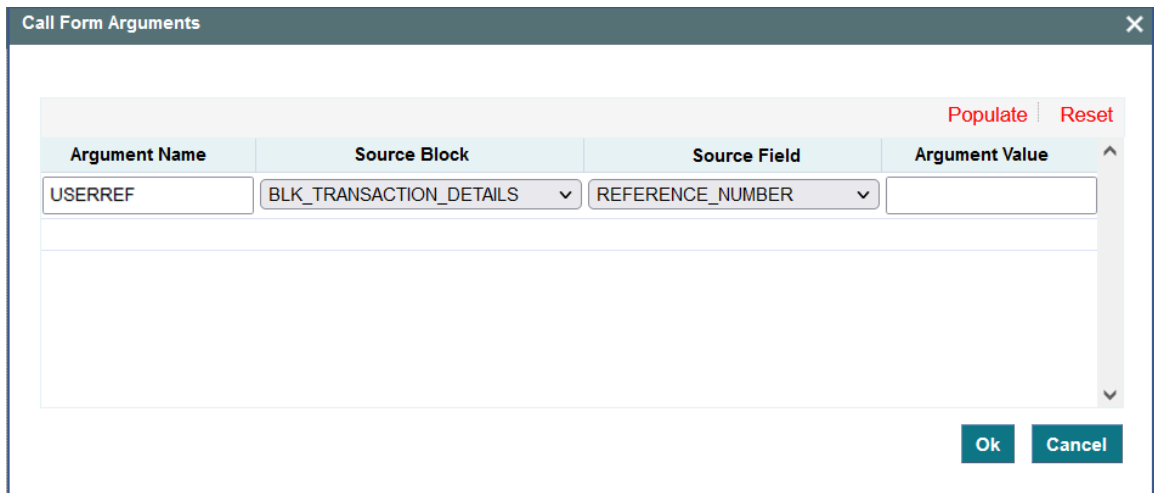 Call Form Arguments
Populate Reset
Argument Name Source Block Source Field Argument Value
USERREF BLK_TRANSACTION_DETAILS REFERENCE_NUMBER
Ok Cancel